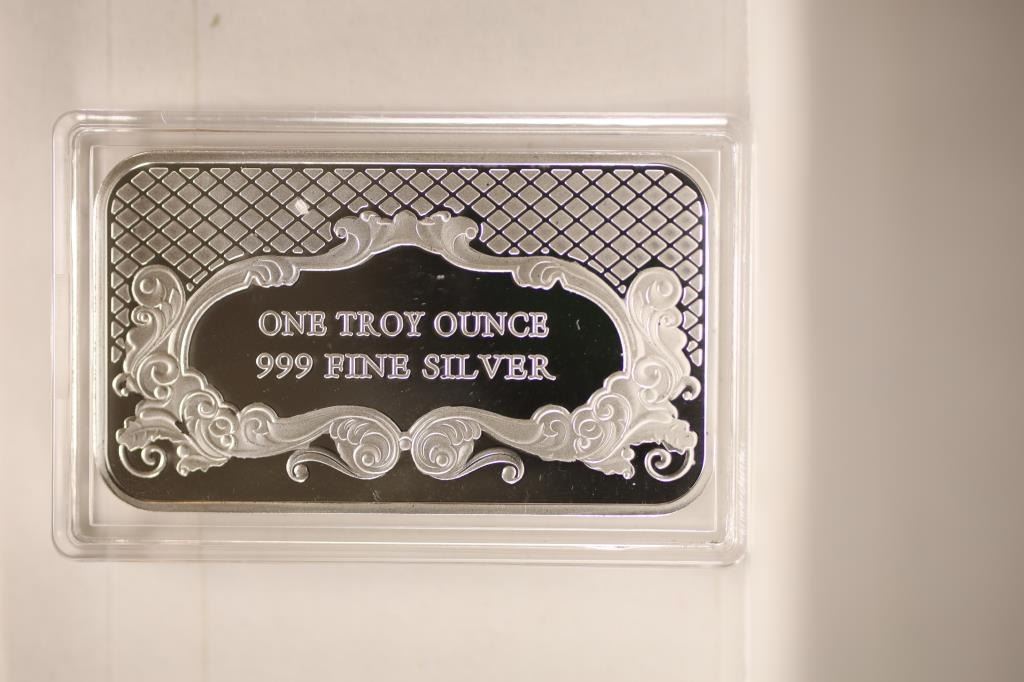 ONE TROY OUNCE
999 FINE SILVER